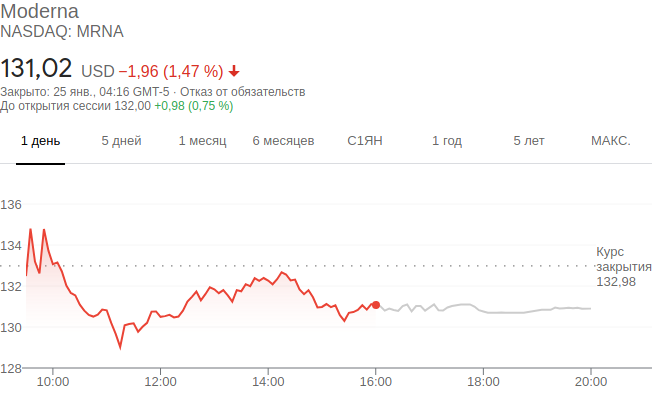 Moderna
NASDAQ: MRNA
131,02 USD −1,96 (1,47 %)
Закрыто: 25 янв., 04:16 GMT-5 · Отказ от обязательств
До открытия сессии 132,00 +0,98 (0,75 %)
1 день 5 дней 1 месяц 6 месяцев С1ЯН 1 год 5 лет МАКС.
136
134
132
130
128
Курс
закрытия
132,98
10:00 12:00 14:00 16:00 18:00 20:00